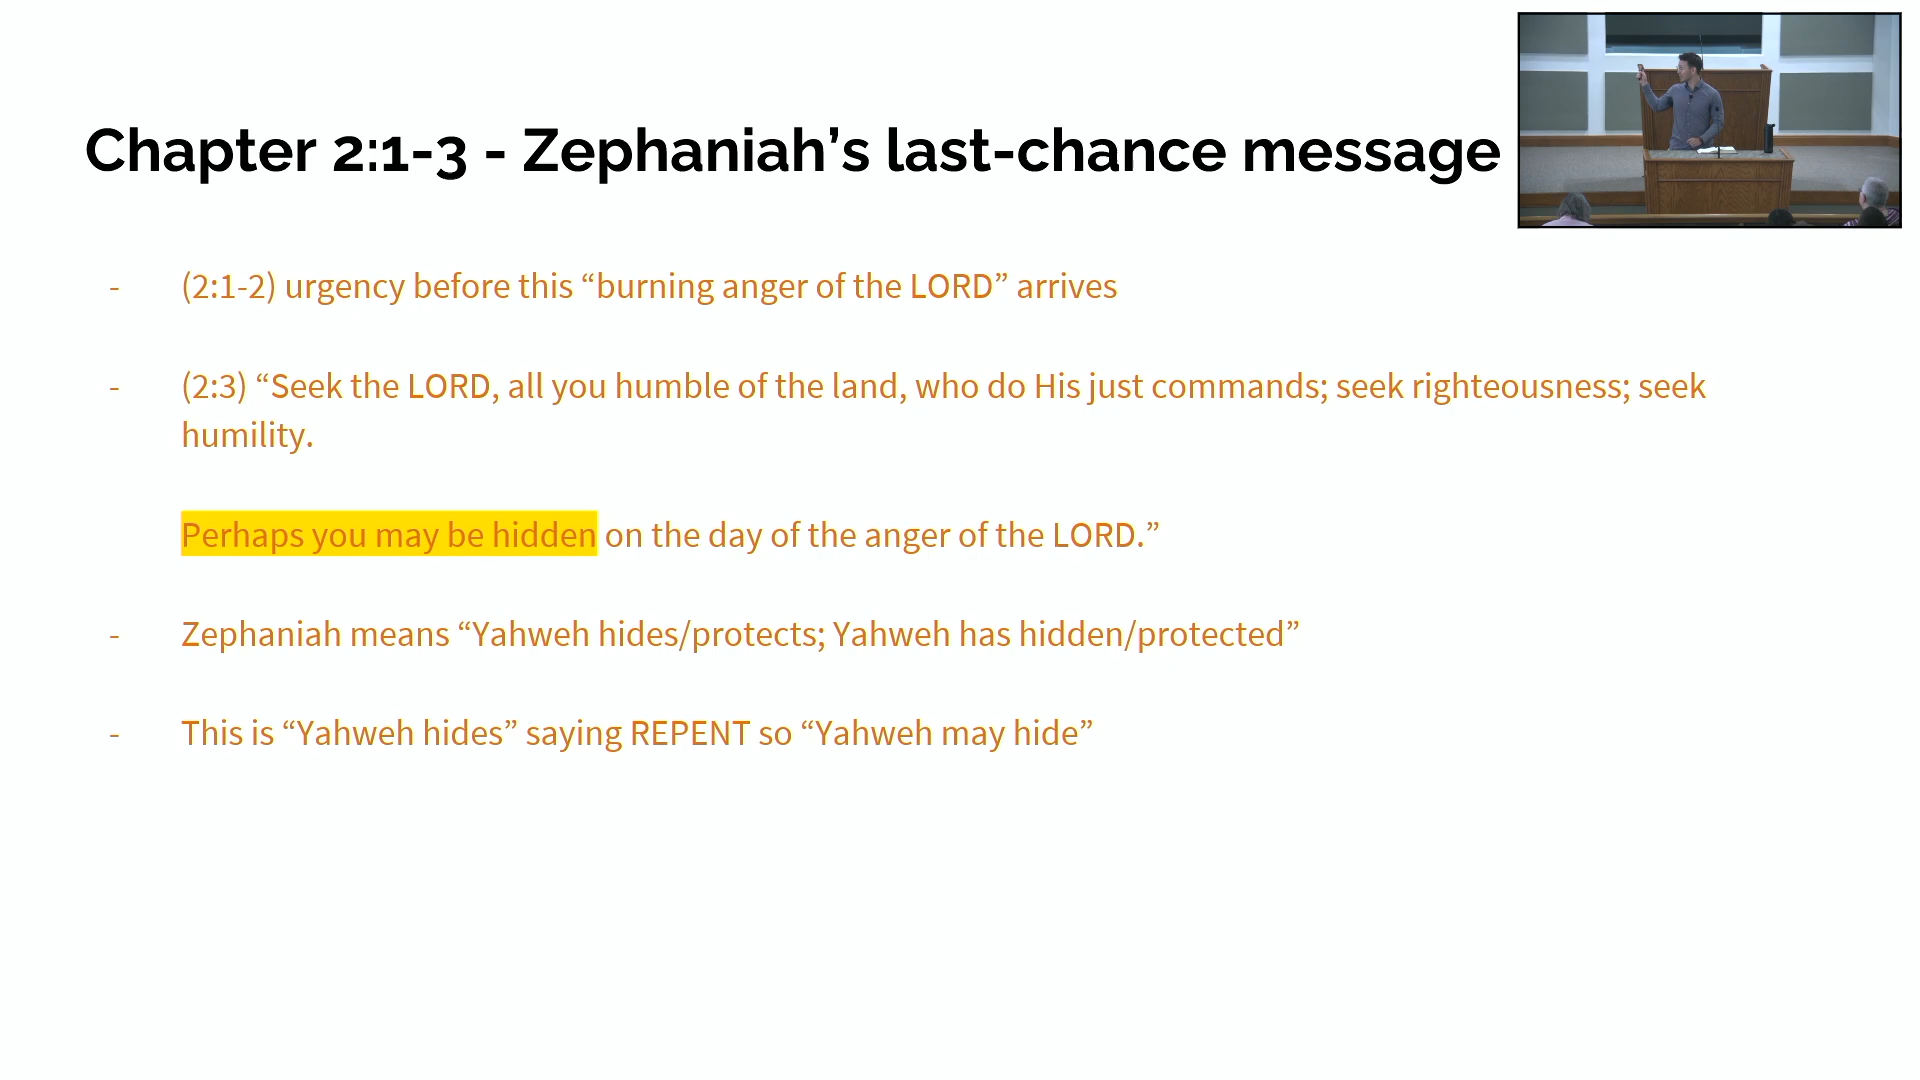 Chapter 2:1-3 - Zephaniah’s last-chance message
- (2:1-2) urgency before this “burning anger of the LORD” arrives
- (2:3) “Seek the LORD, all you humble of the land, who do His just commands; seek righteousness; seek
humility.
Perhaps you may be hidden on the day of the anger of the LORD.”
- Zephaniah means “Yahweh hides/protects; Yahweh has hidden/protected”
- This is “Yahweh hides” saying REPENT so “Yahweh may hide”